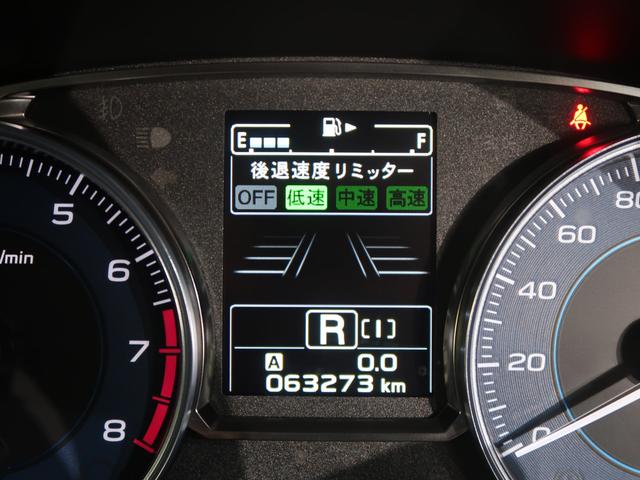 E F
後退速度リミッター
OFF 低速 中速 高速
R [1]
A 0.0
063273 km
5
/min
6
7
8
80
60
40
20
0